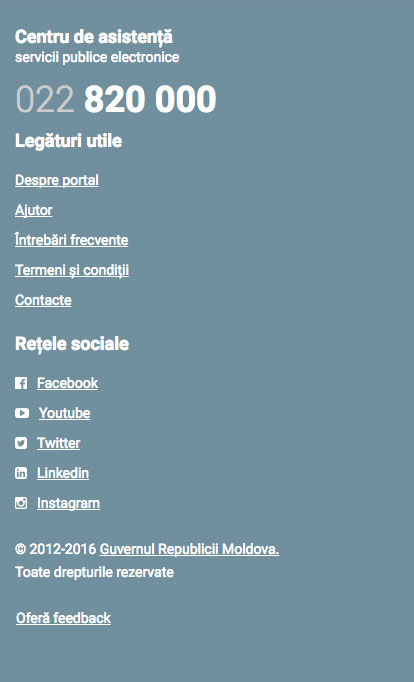 Centru de asistență
servicii publice electronice
022 820 000
Legături utile
Despre portal
Ajutor
Întrebări frecvente
Termeni și condiții
Contacte
Rețele sociale
Facebook
Youtube
Twitter
Linkedin
Instagram
© 2012-2016 Guvernul Republicii Moldova.
Toate drepturile rezervate
Oferă feedback